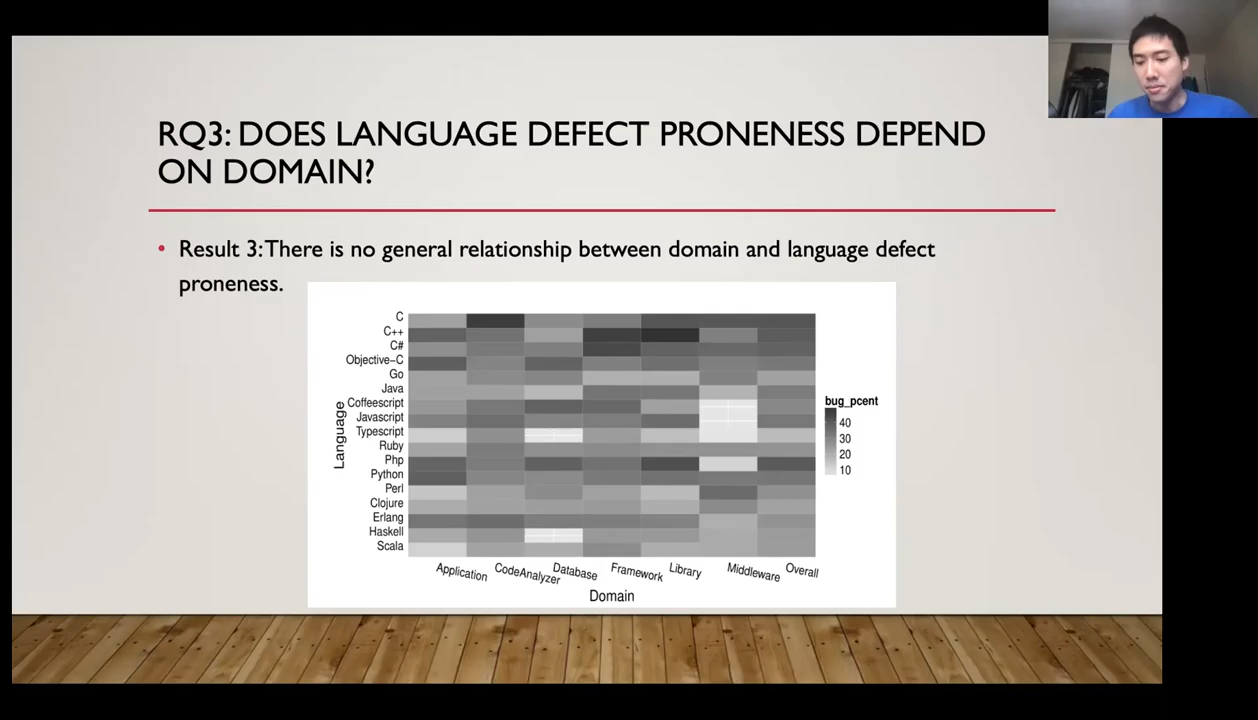 RQ3: DOES LANGUAGE DEFECT PRONENESS DEPEND
ON DOMAIN?
• Result 3: There is no general relationship between domain and language defect
proneness.
C
C++
C#
Objective-C
Go
Java
Coffeescript
Javascript
Typescript
Ruby
Php
Python
Perl
Clojure
Erlang
Haskell
Scala
Language
bug_pcent
40
30
20
10
Application
CodeAnalyzer
Database
Framework
Library
Middleware
Overall
Domain